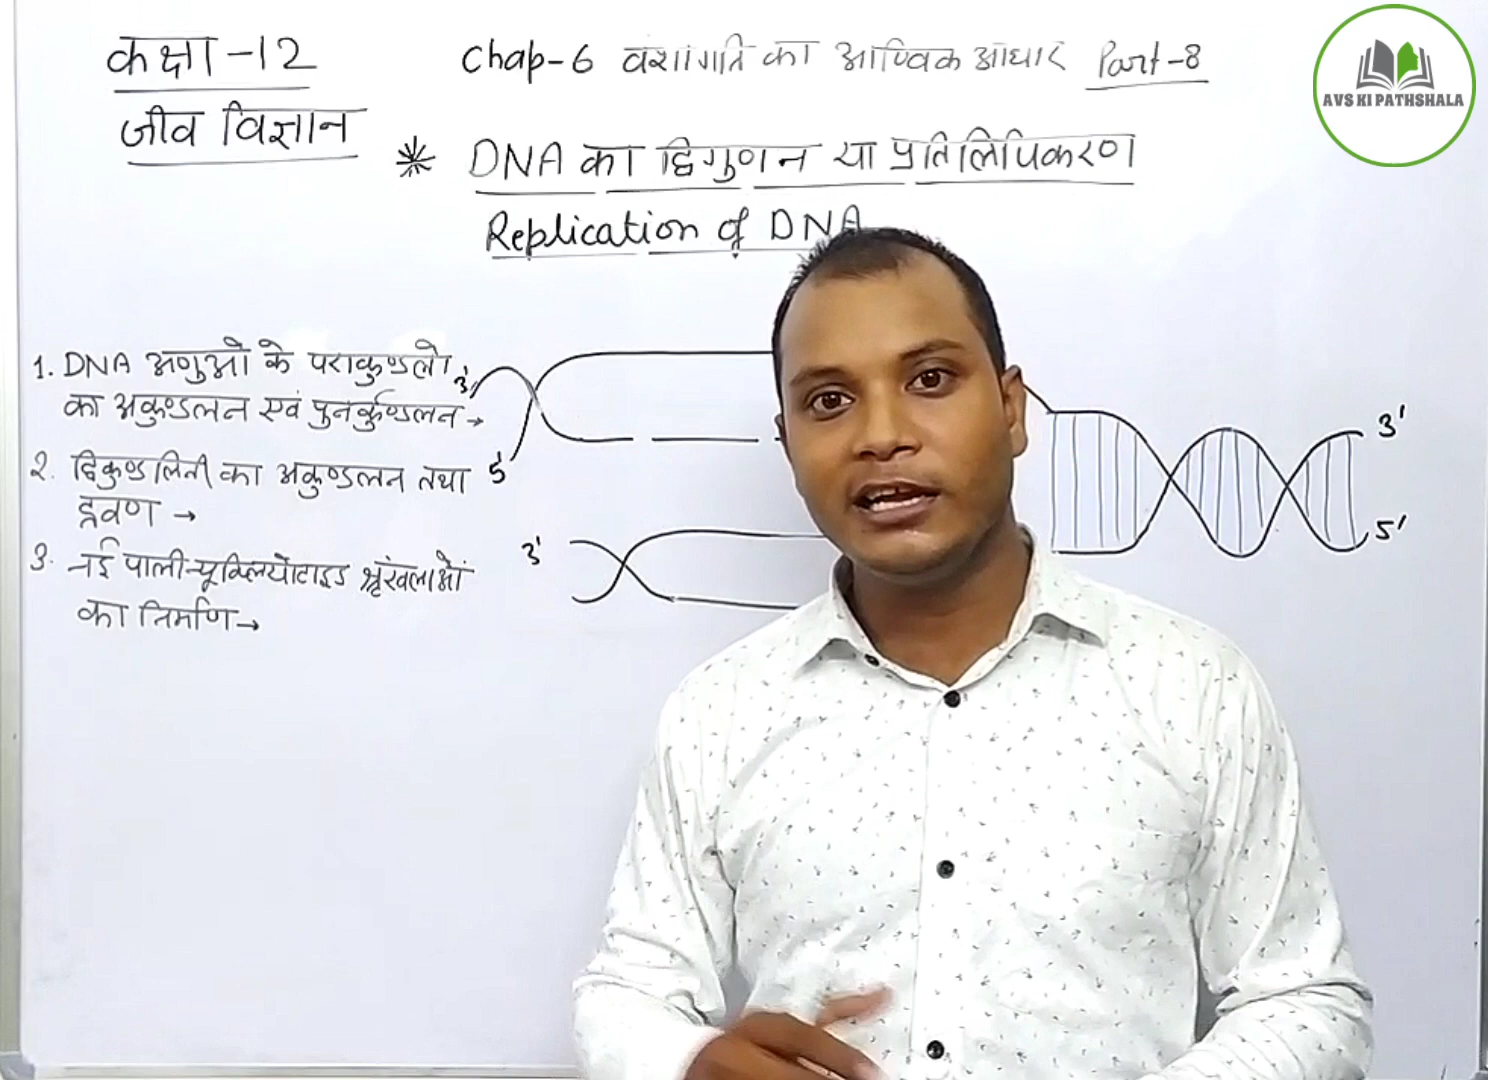 कक्षा-12
जीव विज्ञान
Chap-6 वंशागति का आण्विक आधार Part-8
AVS KI PATHSHALA
* DNA का द्विगुणन या प्रतिलिपिकरण
Replication of DNA
1. DNA अणुओ के पराकुण्डलो
का अकुण्डलन एवं पुनर्कुण्डलन→
2. द्विकुण्डलिनी का अकुण्डलन तथा
द्रवण →
3. नई पालीन्यूक्लियोटाइड श्रृंखलाओं
का निर्माण→
3'
5'
3'
3'
5'